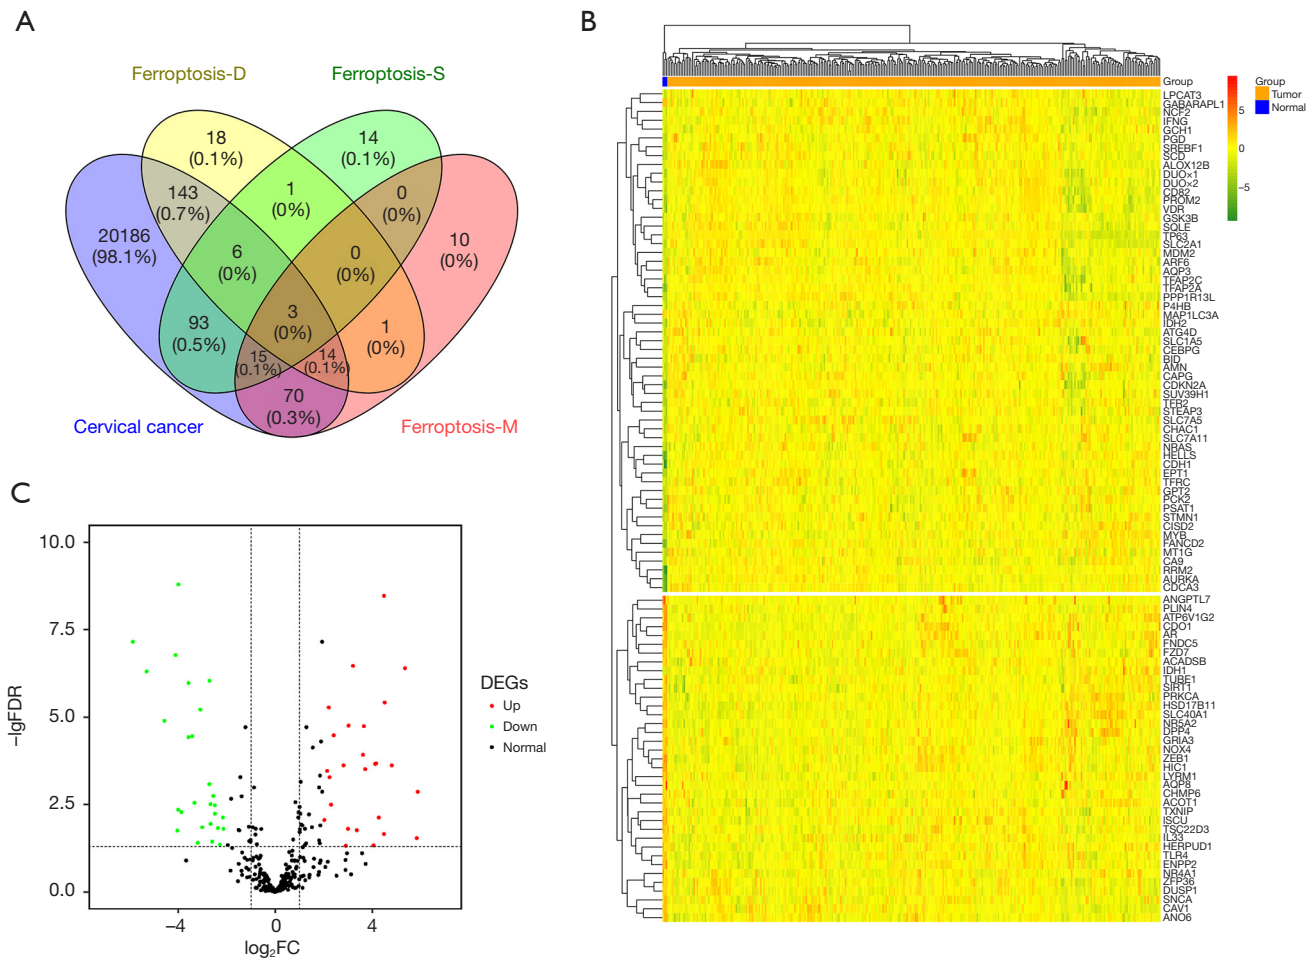 A
Ferroptosis-D
Ferroptosis-S
18
(0.1%)
14
(0.1%)
143
(0.7%)
1
(0%)
0
(0%)
20186
(98.1%)
6
(0%)
0
(0%)
10
(0%)
93
(0.5%)
3
(0%)
1
(0%)
15
(0.1%)
14
(0.1%)
70
(0.3%)
Cervical cancer
Ferroptosis-M
B
Group
LPCAT3
GABARAPL1
NCF2
IFNG
GCH1
PGD
SREBF1
SCD
ALOX12B
DUOx1
DUOx2
CD82
PROM2
VDR
GSK3B
SQLE
TP63
SLC2A1
MDM2
ARF6
AQP3
TFAP2C
TFAP2A
PPP1R13L
P4HB
MAP1LC3A
IDH2
ATG4D
SLC1A5
CEBPG
BID
AMN
CAPG
CDKN2A
SUV39H1
TFR2
STEAP3
SLC7A5
CHAC1
SLC7A11
NRAS
HELLS
CDH1
EPT1
TFRC
GPT2
PCK2
PSAT1
STMN1
CISD2
MYB
FANCD2
MT1G
CA9
RRM2
AURKA
CDCA3
ANGPTL7
PLIN4
ATP6V1G2
CDO1
AR
FNDC5
FZD7
ACADSB
IDH1
TUBE1
SIRT1
PRKCA
HSD17B11
SLC40A1
NR5A2
DPP4
GRIA3
NOX4
ZEB1
HIC1
LYRM1
AQP8
CHMP6
ACOT1
TXNIP
ISCU
TSC22D3
IL33
HERPUD1
TLR4
ENPP2
NR4A1
ZFP36
DUSP1
SNCA
CAV1
ANO6
5
0
−5
Group
Tumor
Normal
C
10.0
7.5
5.0
2.5
0.0
−lgFDR
−4
0
4
log₂FC
DEGs
Up
Down
Normal